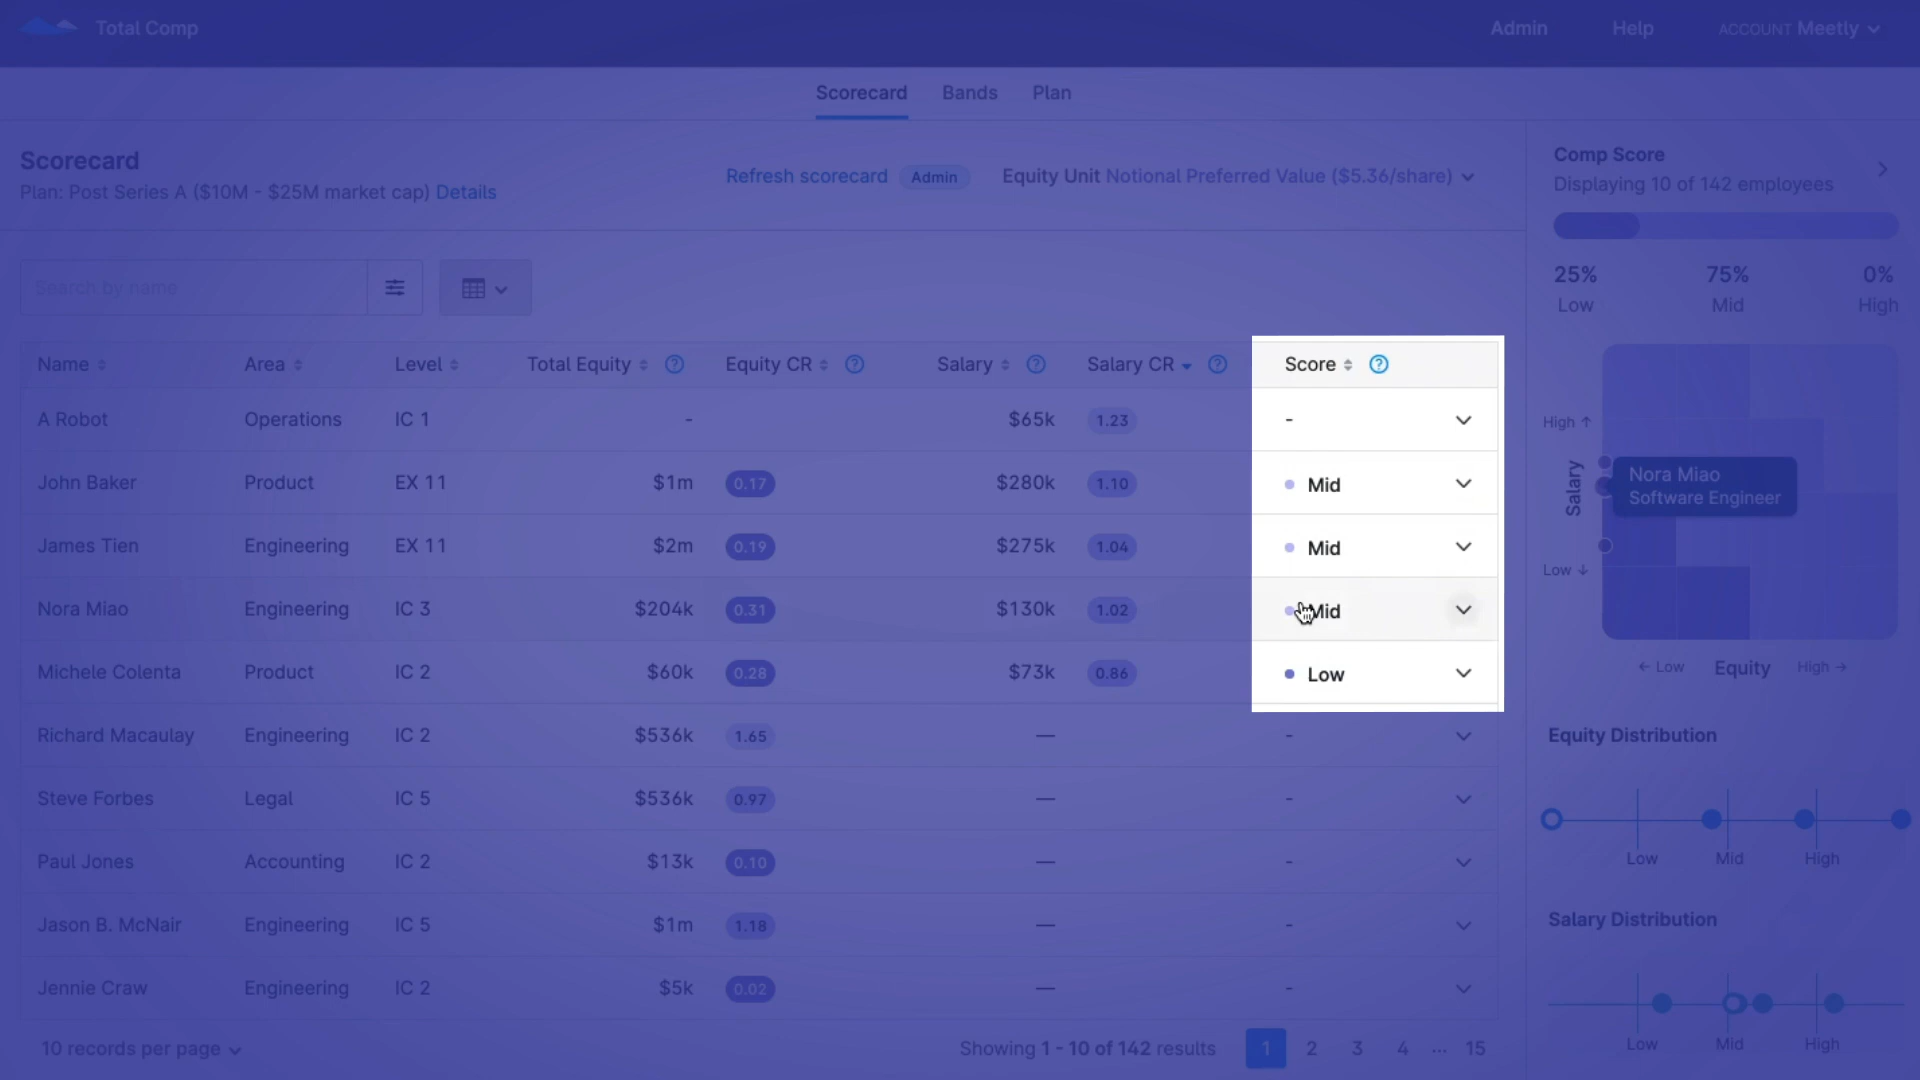 Total Comp
Admin Help ACCOUNT Meetly
Scorecard Bands Plan
Scorecard
Plan: Post Series A ($10M - $25M market cap) Details
Refresh scorecard Admin Equity Unit Notional Preferred Value ($5.36/share)
Search by name
Name Area Level Total Equity ? Equity CR ? Salary ? Salary CR ? Score ?
A Robot Operations IC 1 - $65k 1.23 -
John Baker Product EX 11 $1m 0.17 $280k 1.10 Mid
James Tien Engineering EX 11 $2m 0.19 $275k 1.04 Mid
Nora Miao Engineering IC 3 $204k 0.31 $130k 1.02 Mid
Michele Colenta Product IC 2 $60k 0.28 $73k 0.86 Low
Richard Macaulay Engineering IC 2 $536k 1.65 — -
Steve Forbes Legal IC 5 $536k 0.97 — -
Paul Jones Accounting IC 2 $13k 0.10 — -
Jason B. McNair Engineering IC 5 $1m 1.18 — -
Jennie Craw Engineering IC 2 $5k 0.02 — -
10 records per page Showing 1 - 10 of 142 results 1 2 3 4 ... 15
Comp Score
Displaying 10 of 142 employees
25% 75% 0%
Low Mid High
High ↑
Salary
Low ↓
Nora Miao
Software Engineer
← Low Equity High →
Equity Distribution
Low Mid High
Salary Distribution
Low Mid High